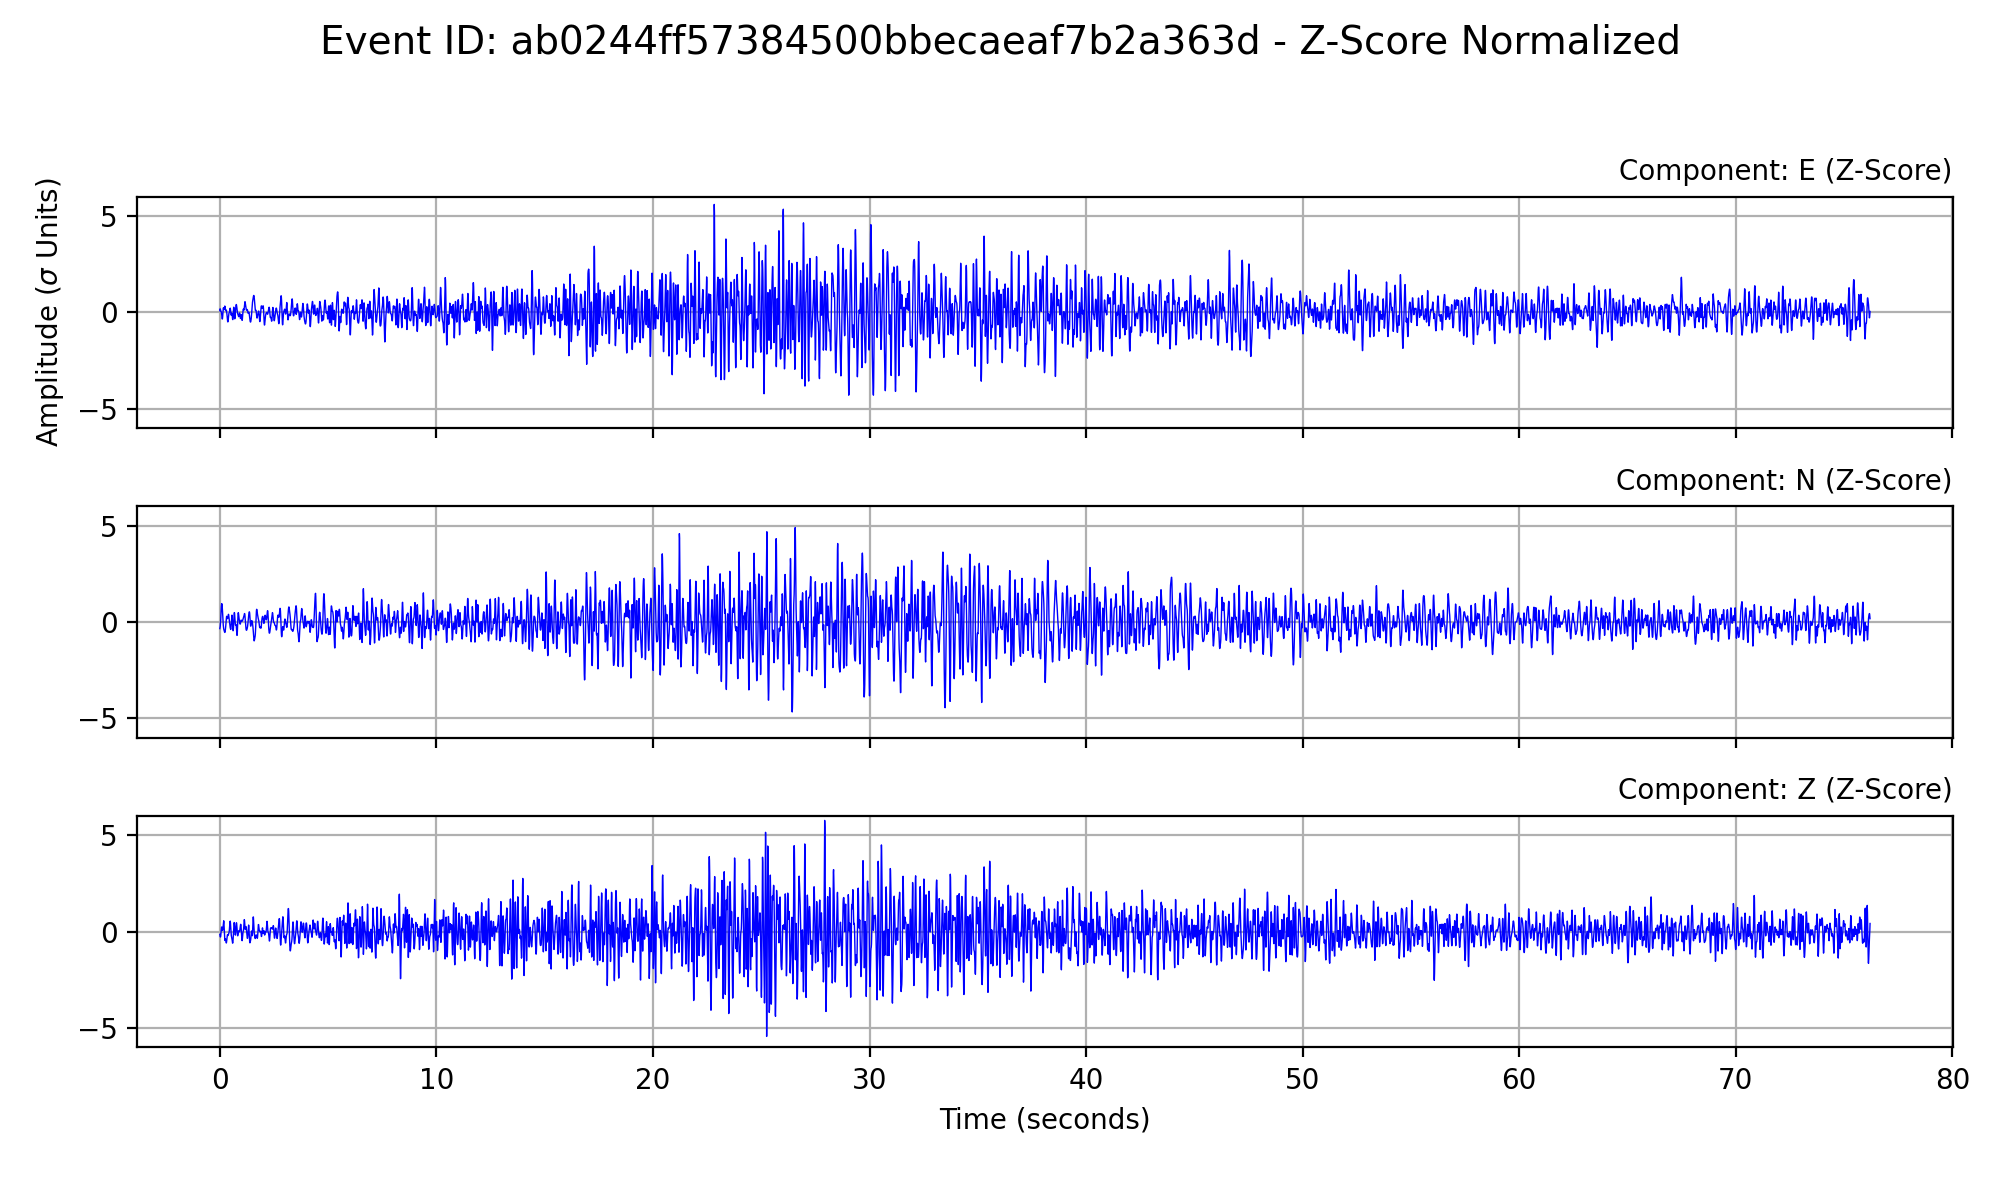 Event ID: ab0244ff57384500bbecaeaf7b2a363d - Z-Score Normalized
Component: E (Z-Score)
Amplitude (σ Units)
5
0
−5
Component: N (Z-Score)
5
0
−5
Component: Z (Z-Score)
5
0
−5
0 10 20 30 40 50 60 70 80
Time (seconds)